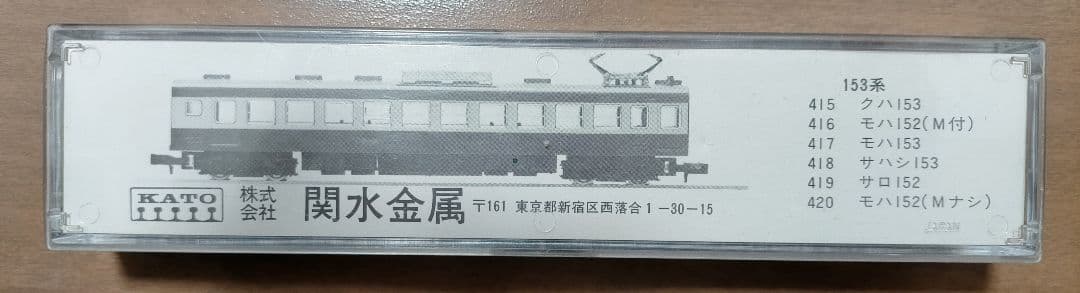 153系
415 クハ153
416 モハ152(M付)
417 モハ153
418 サハシ153
419 サロ152
420 モハ152(Mナシ)
KATO
株式会社 関水金属 〒161 東京都新宿区西落合1-30-15
JAPAN